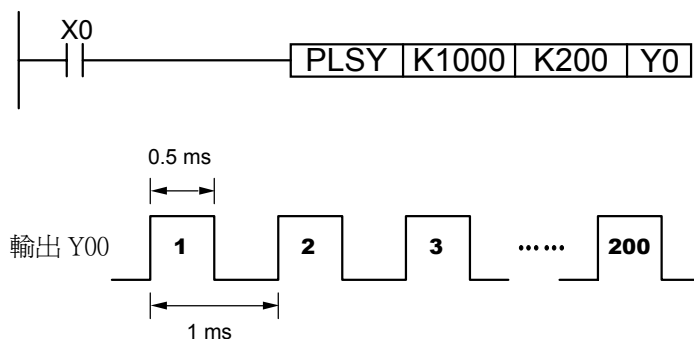 X0
PLSY K1000 K200 Y0
0.5 ms
輸出 Y00 1 2 3 …… 200
1 ms